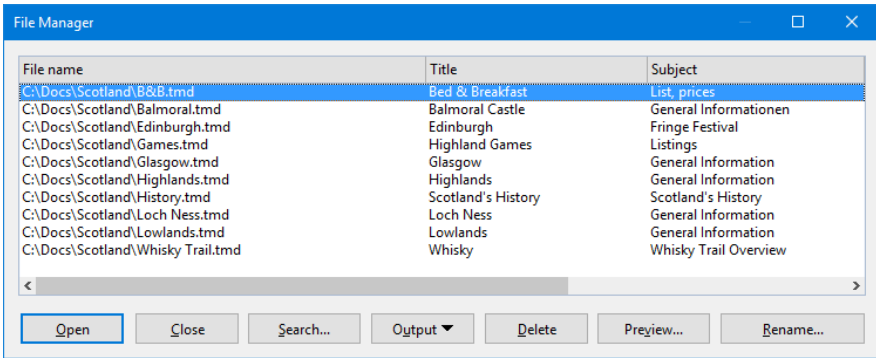 File Manager
File name Title Subject
C:\Docs\Scotland\B&B.tmd Bed & Breakfast List, prices
C:\Docs\Scotland\Balmoral.tmd Balmoral Castle General Informationen
C:\Docs\Scotland\Edinburgh.tmd Edinburgh Fringe Festival
C:\Docs\Scotland\Games.tmd Highland Games Listings
C:\Docs\Scotland\Glasgow.tmd Glasgow General Information
C:\Docs\Scotland\Highlands.tmd Highlands General Information
C:\Docs\Scotland\History.tmd Scotland's History Scotland's History
C:\Docs\Scotland\Loch Ness.tmd Loch Ness General Information
C:\Docs\Scotland\Lowlands.tmd Lowlands General Information
C:\Docs\Scotland\Whisky Trail.tmd Whisky Whisky Trail Overview
Open Close Search... Output Delete Preview... Rename...